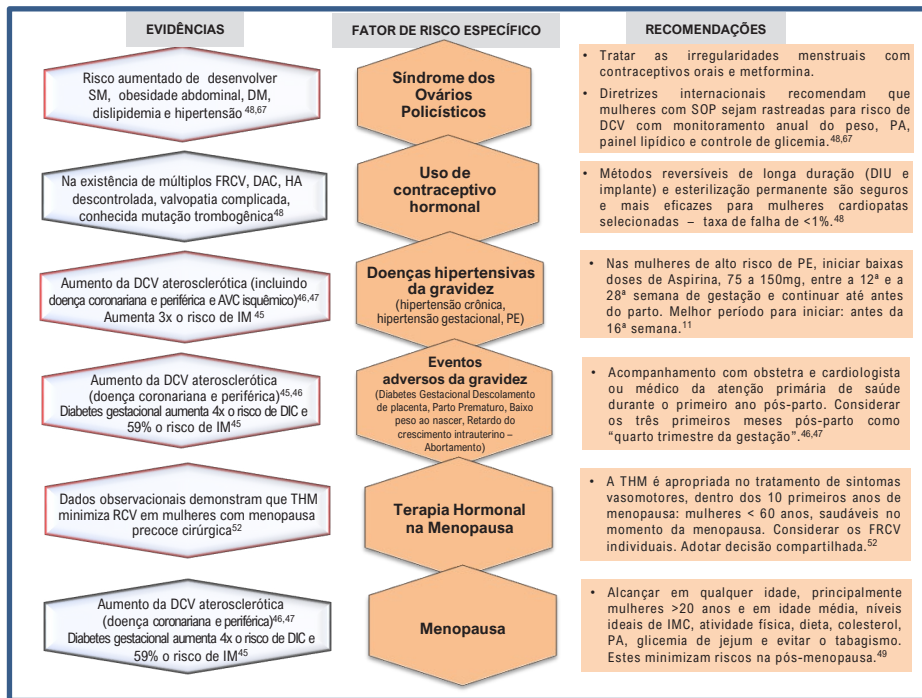 EVIDÊNCIAS
FATOR DE RISCO ESPECÍFICO
RECOMENDAÇÕES
Risco aumentado de desenvolver
SM, obesidade abdominal, DM,
dislipidemia e hipertensão 48,67
Síndrome dos
Ovários
Policísticos
• Tratar as irregularidades menstruais com
contraceptivos orais e metformina.
• Diretrizes internacionais recomendam que
mulheres com SOP sejam rastreadas para risco de
DCV com monitoramento anual do peso, PA,
painel lipídico e controle de glicemia.48,67
Na existência de múltiplos FRCV, DAC, HA
descontrolada, valvopatia complicada,
conhecida mutação trombogênica48
Uso de
contraceptivo
hormonal
• Métodos reversíveis de longa duração (DIU e
implante) e esterilização permanente são seguros
e mais eficazes para mulheres cardiopatas
selecionadas – taxa de falha de <1%.48
Aumento da DCV aterosclerótica (incluindo
doença coronariana e periférica e AVC isquêmico)46,47
Aumenta 3x o risco de IM 45
Doenças hipertensivas
da gravidez
(hipertensão crônica,
hipertensão gestacional, PE)
• Nas mulheres de alto risco de PE, iniciar baixas
doses de Aspirina, 75 a 150mg, entre a 12ª e a
28ª semana de gestação e continuar até antes
do parto. Melhor período para iniciar: antes da
16ª semana.11
Aumento da DCV aterosclerótica
(doença coronariana e periférica)45,46
Diabetes gestacional aumenta 4x o risco de DIC e
59% o risco de IM45
Eventos
adversos da gravidez
(Diabetes Gestacional Descolamento de
placenta, Parto Prematuro, Baixo
peso ao nascer, Retardo do
crescimento intrauterino –
Abortamento)
• Acompanhamento com obstetra e cardiologista
ou médico da atenção primária de saúde
durante o primeiro ano pós-parto. Considerar
os três primeiros meses pós-parto como
"quarto trimestre da gestação".46,47
Dados observacionais demonstram que THM
minimiza RCV em mulheres com menopausa
precoce cirúrgica52
Terapia Hormonal
na Menopausa
• A THM é apropriada no tratamento de sintomas
vasomotores, dentro dos 10 primeiros anos de
menopausa: mulheres < 60 anos, saudáveis no
momento da menopausa. Considerar os FRCV
individuais. Adotar decisão compartilhada.52
Aumento da DCV aterosclerótica
(doença coronariana e periférica)46,47
Diabetes gestacional aumenta 4x o risco de DIC e
59% o risco de IM45
Menopausa
• Alcançar em qualquer idade, principalmente
mulheres >20 anos e em idade média, níveis
ideais de IMC, atividade física, dieta, colesterol,
PA, glicemia de jejum e evitar o tabagismo.
Estes minimizam riscos na pós-menopausa.49